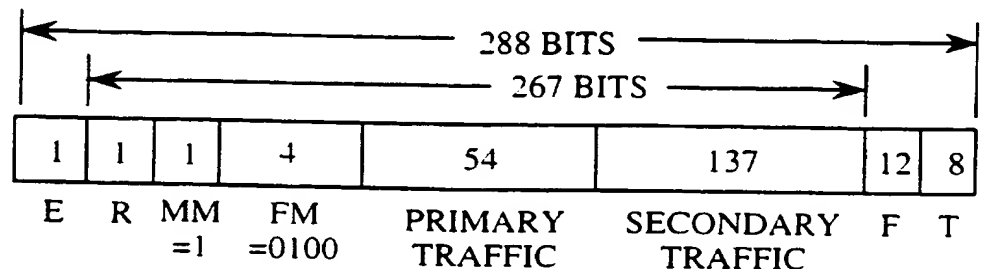 288 BITS
267 BITS
1 1 1 4 54 137 12 8
E R MM =1 FM =0100 PRIMARY TRAFFIC SECONDARY TRAFFIC F T